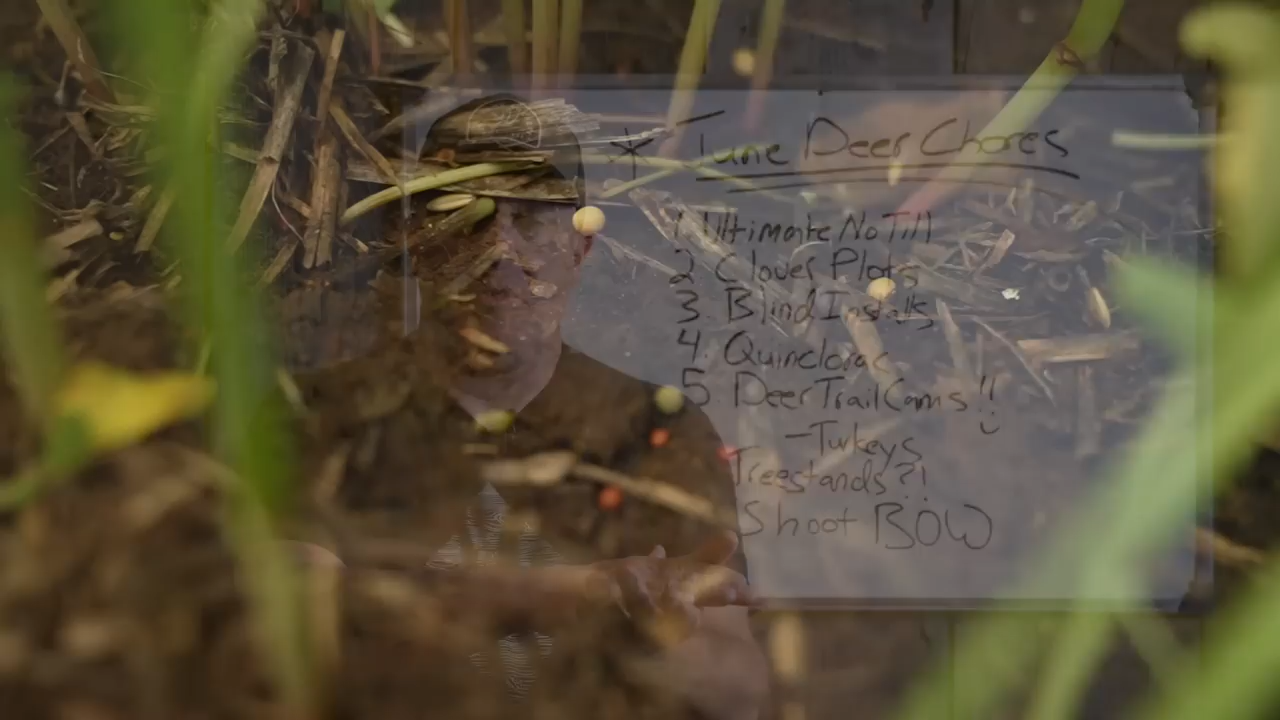 * June Deer Chores
1. Ultimate No Till
2. Clover Plots
3. Blind Installs
4. Quinclorac
5. Deer Trail Cams !!
- Turkeys
Treestands ?!
Shoot BOW